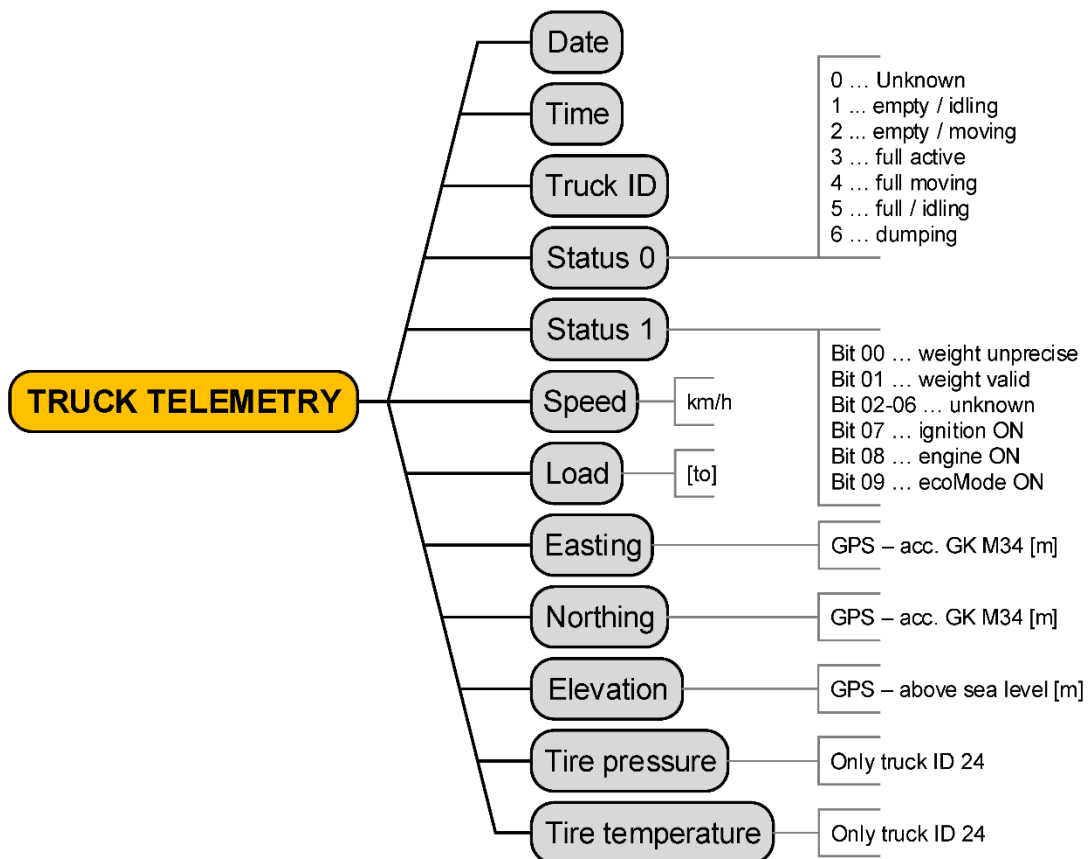 TRUCK TELEMETRY
Date
Time
Truck ID
Status 0
0 … Unknown
1 … empty / idling
2 ... empty / moving
3 … full active
4 … full moving
5 … full / idling
6 … dumping
Status 1
Bit 00 … weight unprecise
Bit 01 … weight valid
Bit 02-06 … unknown
Bit 07 … ignition ON
Bit 08 … engine ON
Bit 09 … ecoMode ON
Speed
km/h
Load
[to]
Easting
GPS – acc. GK M34 [m]
Northing
GPS – acc. GK M34 [m]
Elevation
GPS – above sea level [m]
Tire pressure
Only truck ID 24
Tire temperature
Only truck ID 24